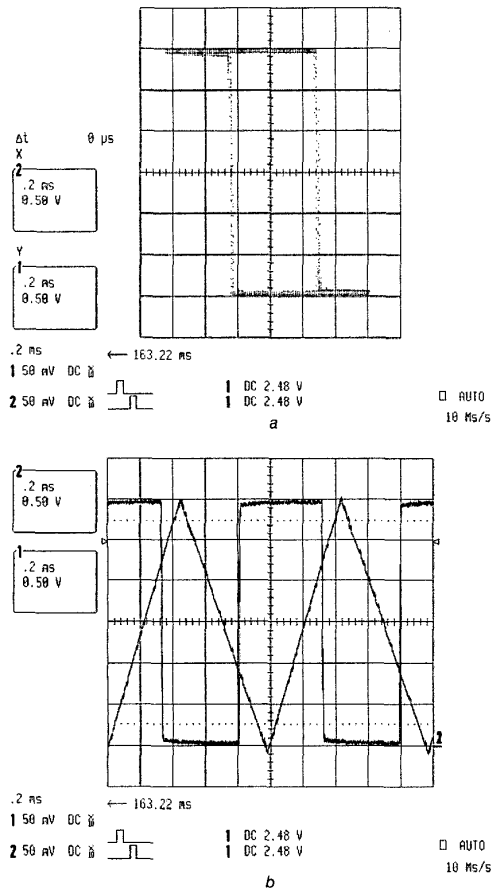 Δt 0 µs
X
2
.2 ms
0.50 V
Y
1
.2 ms
0.50 V
.2 ms
← 163.22 ms
1 50 mV DC
1 DC 2.48 V
2 50 mV DC
1 DC 2.48 V
□ AUTO
10 Ms/s
a
2
.2 ms
0.50 V
1
.2 ms
0.50 V
2
.2 ms
← 163.22 ms
1 50 mV DC
1 DC 2.48 V
2 50 mV DC
1 DC 2.48 V
□ AUTO
10 Ms/s
b